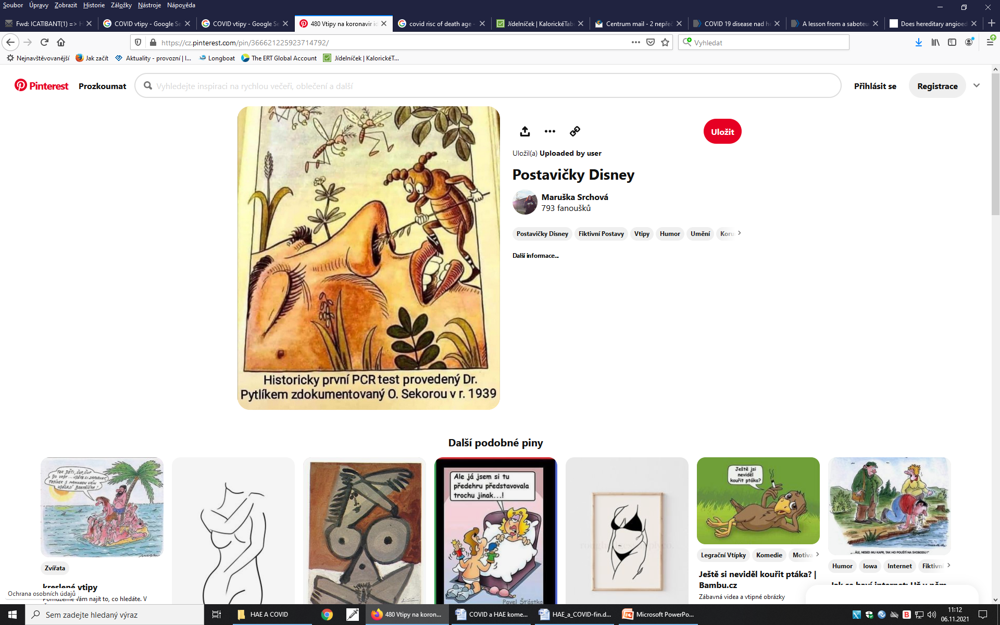 Soubor Úpravy Zobrazit Historie Záložky Nástroje Nápověda
Fwd: ICATIBANT(1) => H
COVID vtipy - Google Se
COVID vtipy - Google Se
480 Vtipy na koronavir id
covid risc of death age -
Jídelníček | KalorickéTab
Centrum mail - 2 nepřeč
COVID 19 disease nad he
A lesson from a saboteu
Does hereditary angioed
https://cz.pinterest.com/pin/366621225923714792/
Vyhledat
Nejnavštěvovanější Jak začít Aktuality - provozní | I... Longboat The ERT Global Account Jídelníček | KalorickéT...
Pinterest Prozkoumat Vyhledejte inspiraci na rychlou večeři, oblečení a další Přihlásit se Registrace
Uložit
Uložil(a) Uploaded by user
Postavičky Disney
Maruška Srchová
793 fanoušků
Postavičky Disney Fiktivní Postavy Vtipy Humor Umění Koru
Další informace...
Historicky první PCR test provedený Dr.
Pytlíkem zdokumentovaný O. Sekorou v r. 1939
Další podobné piny
TAK DĚTI, ŠUP, ŠUP
DO VODY... JDĚTE SI ZAPLAVAT,
TATÍNEK S MAMINKOU VÁM
UDĚLAJÍ BRATŘÍČKA!
Zvířata
kreslené vtipy
Pomůžeme vám najít to, co hledáte. V
Ochrana osobních údajů
Ale já jsem si tu
předehru představovala
trochu jinak...!
Pavel Šťástka
Ještě jsi
neviděl
kouřit ptáka?
Legrační Vtípky Komedie Motiva
Ještě si neviděl kouřit ptáka? |
Bambu.cz
Zábavná videa a vtipné obrázky
...ALE, NESED MU KAPR, TAK HO POUŠTÍ NA SVOBODU!"
Humor Iowa Internet Fiktivní
Jak se baví internet: Už v něm
Sem zadejte hledaný výraz
HAE A COVID
480 Vtipy na koron...
COVID a HAE kome...
HAE_a_COVID-fin.d...
Microsoft PowerPo...
11:12
06.11.2021